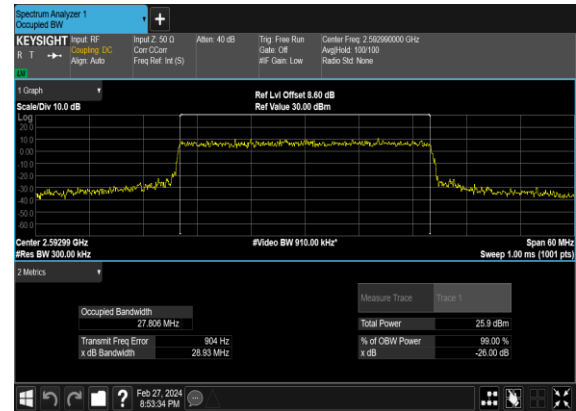 Spectrum Analyzer 1
Occupied BW
KEYSIGHT
R T
LXI
Input: RF
Coupling: DC
Align: Auto
Input Z: 50 Ω
Corr CCorr
Freq Ref: Int (S)
Atten: 40 dB
Trig: Free Run
Gate: Off
#IF Gain: Low
Center Freq: 2.592990000 GHz
Avg|Hold: 100/100
Radio Std: None
1 Graph
Scale/Div 10.0 dB
Ref Lvl Offset 8.60 dB
Ref Value 30.00 dBm
Log
20.0
10.0
0.00
-10.0
-20.0
-30.0
-40.0
-50.0
-60.0
Center 2.59299 GHz
#Res BW 300.00 kHz
#Video BW 910.00 kHz*
Span 60 MHz
Sweep 1.00 ms (1001 pts)
2 Metrics
Measure Trace Trace 1
Occupied Bandwidth
27.806 MHz
Total Power 25.9 dBm
Transmit Freq Error 904 Hz
% of OBW Power 99.00 %
x dB Bandwidth 28.93 MHz
x dB -26.00 dB
Feb 27, 2024
8:53:34 PM